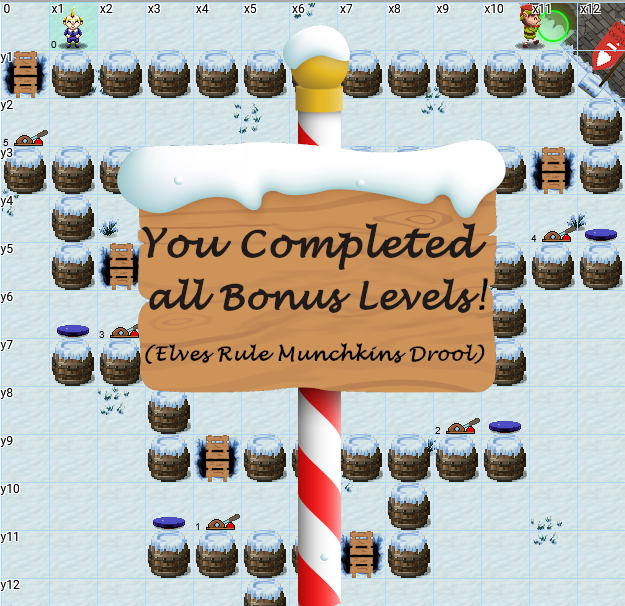 0 x1 x2 x3 x4 x5 x6 x7 x8 x9 x10 x11 x12
0
y1
y2
5
y3
y4
4
You Completed
y5
all Bonus Levels!
y6
3
(Elves Rule Munchkins Drool)
y7
y8
2
y9
y10
1
y11
y12